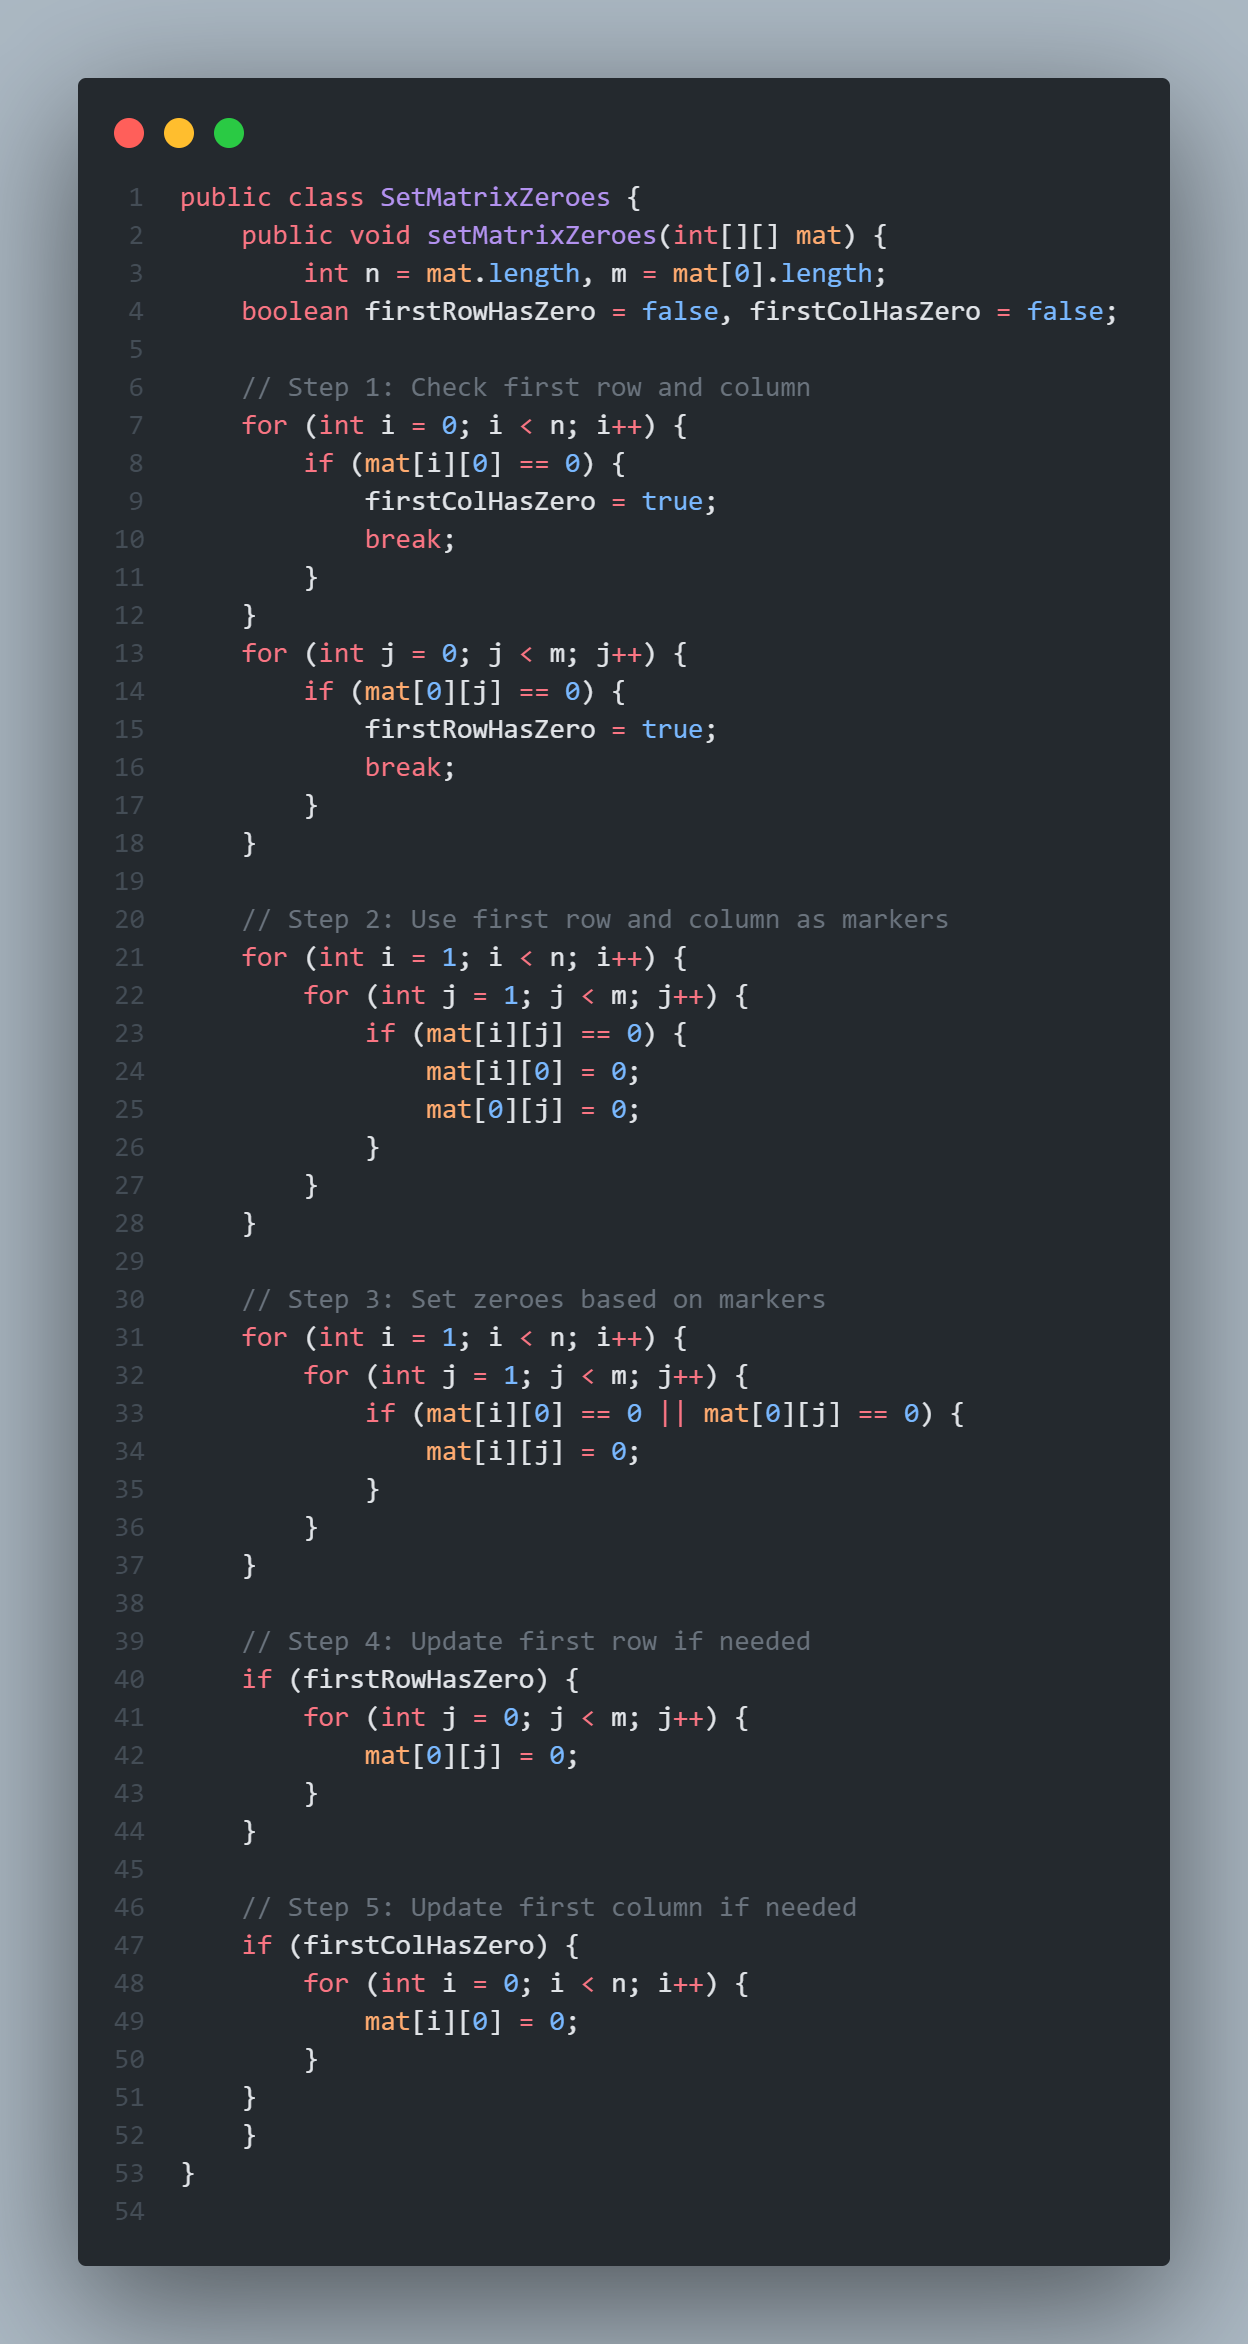 1 public class SetMatrixZeroes {
2     public void setMatrixZeroes(int[][] mat) {
3         int n = mat.length, m = mat[0].length;
4     boolean firstRowHasZero = false, firstColHasZero = false;
5
6     // Step 1: Check first row and column
7     for (int i = 0; i < n; i++) {
8         if (mat[i][0] == 0) {
9             firstColHasZero = true;
10             break;
11         }
12     }
13     for (int j = 0; j < m; j++) {
14         if (mat[0][j] == 0) {
15             firstRowHasZero = true;
16             break;
17         }
18     }
19
20     // Step 2: Use first row and column as markers
21     for (int i = 1; i < n; i++) {
22         for (int j = 1; j < m; j++) {
23             if (mat[i][j] == 0) {
24                 mat[i][0] = 0;
25                 mat[0][j] = 0;
26             }
27         }
28     }
29
30     // Step 3: Set zeroes based on markers
31     for (int i = 1; i < n; i++) {
32         for (int j = 1; j < m; j++) {
33             if (mat[i][0] == 0 || mat[0][j] == 0) {
34                 mat[i][j] = 0;
35             }
36         }
37     }
38
39     // Step 4: Update first row if needed
40     if (firstRowHasZero) {
41         for (int j = 0; j < m; j++) {
42             mat[0][j] = 0;
43         }
44     }
45
46     // Step 5: Update first column if needed
47     if (firstColHasZero) {
48         for (int i = 0; i < n; i++) {
49             mat[i][0] = 0;
50         }
51     }
52     }
53 }
54